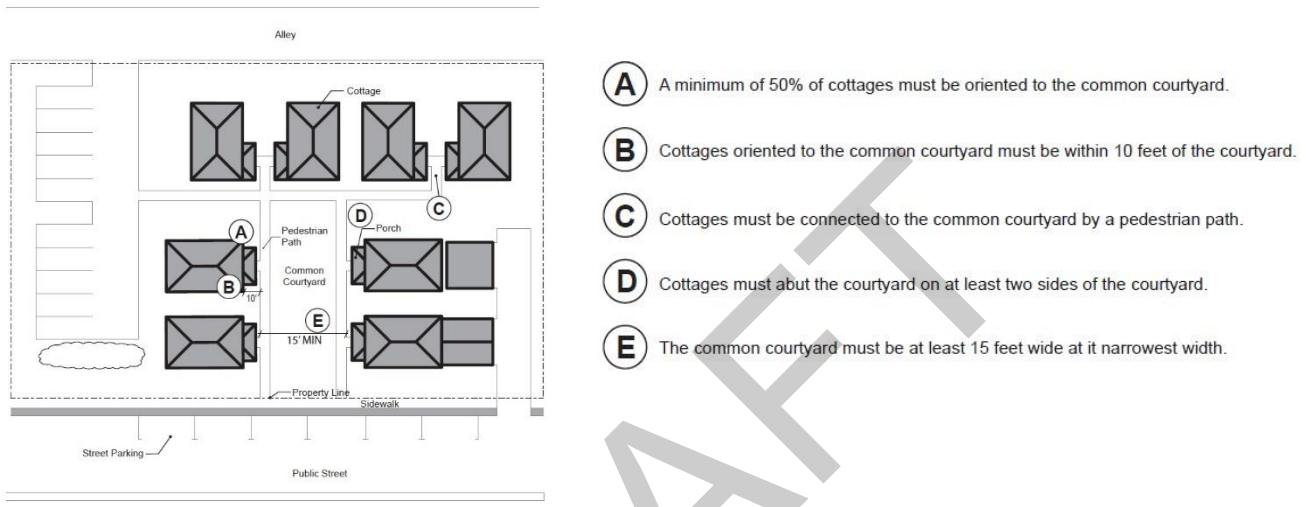 Alley
Cottage
A A minimum of 50% of cottages must be oriented to the common courtyard.
B Cottages oriented to the common courtyard must be within 10 feet of the courtyard.
C Cottages must be connected to the common courtyard by a pedestrian path.
D Cottages must abut the courtyard on at least two sides of the courtyard.
E The common courtyard must be at least 15 feet wide at it narrowest width.
C
D
A
Pedestrian
Path
Porch
Common
Courtyard
B
10'
E
15' MIN
Property Line
Sidewalk
Street Parking
Public Street
AFT